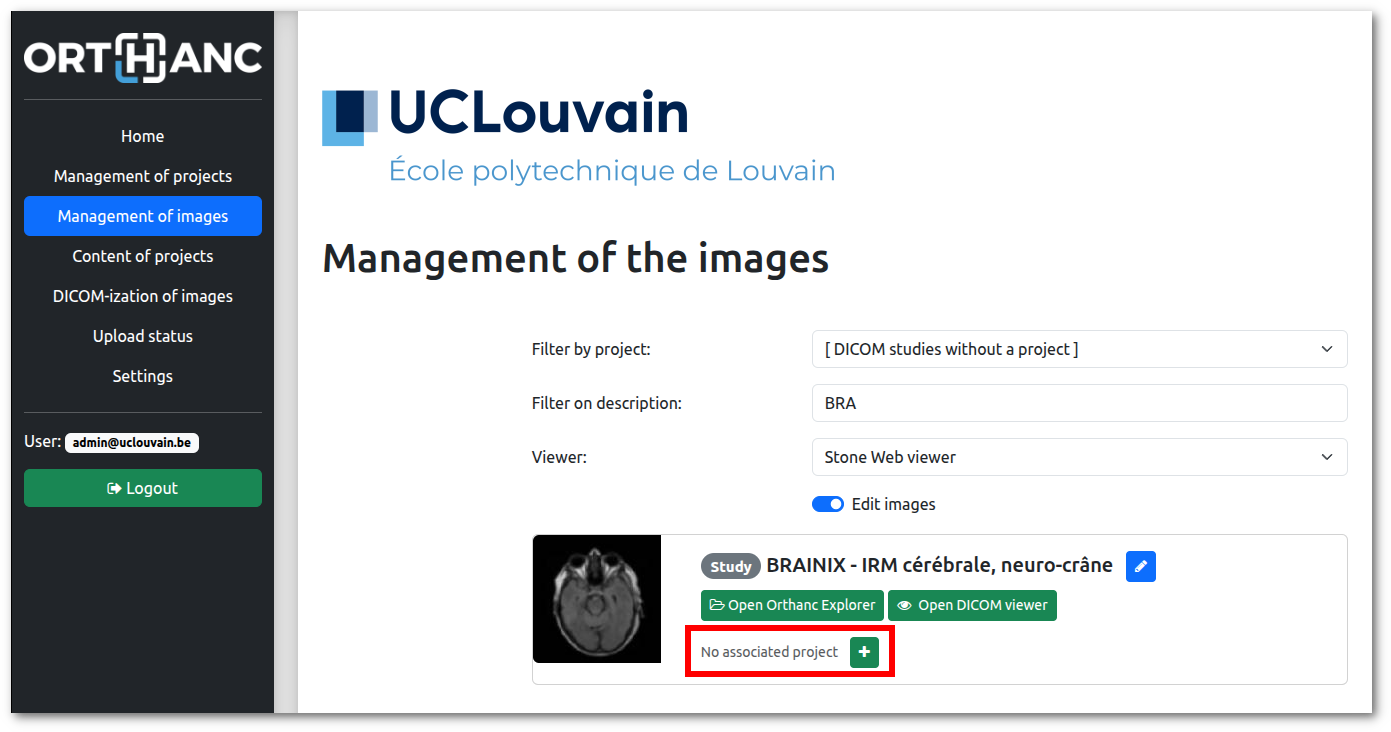 ORTHANC
Home
Management of projects
Management of images
Content of projects
DICOM-ization of images
Upload status
Settings
User: admin@uclouvain.be
Logout
UCLouvain
École polytechnique de Louvain
Management of the images
Filter by project: [ DICOM studies without a project ]
Filter on description: BRA
Viewer: Stone Web viewer
Edit images
Study BRAINIX - IRM cérébrale, neuro-crâne
Open Orthanc Explorer Open DICOM viewer
No associated project +